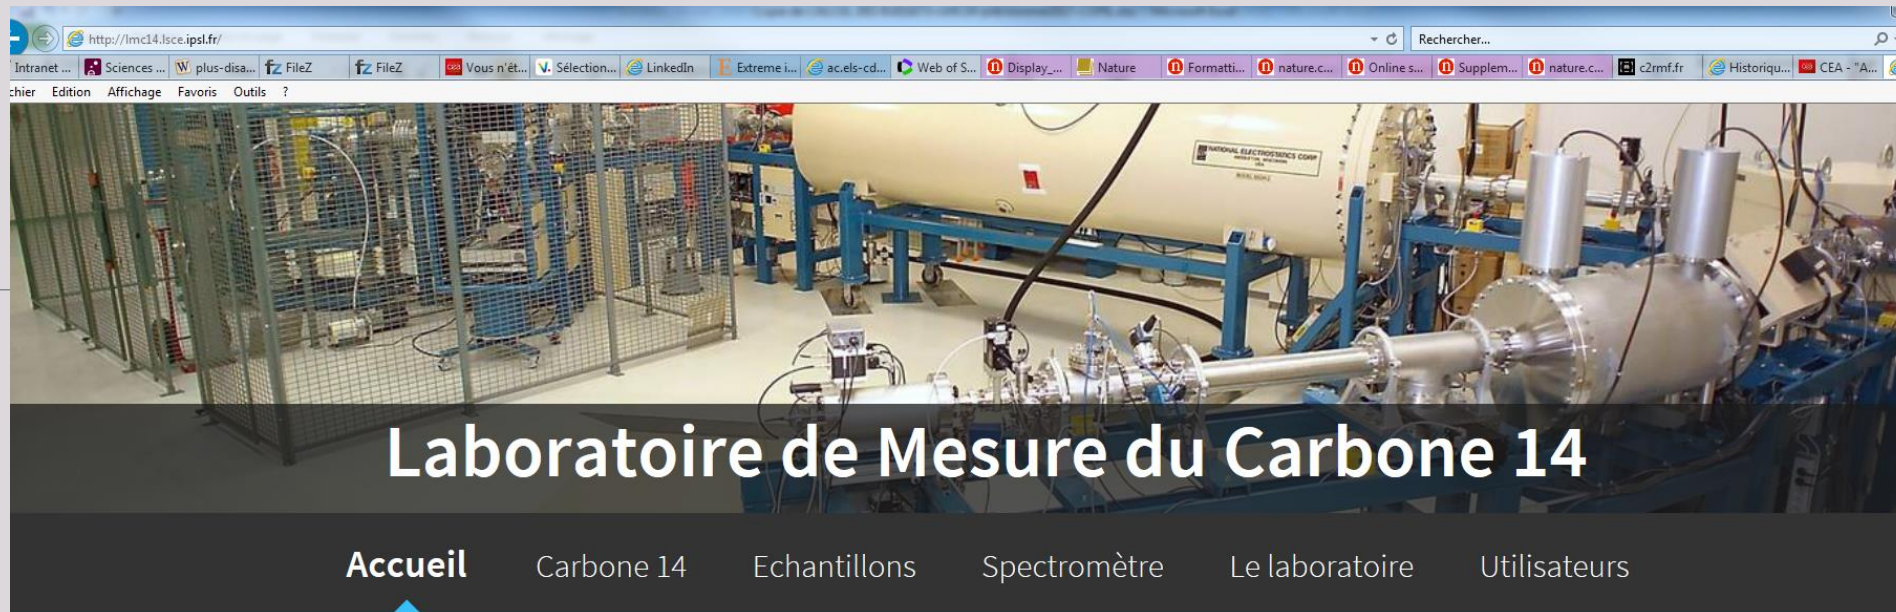 http://lmc14.lsce.ipsl.fr/
Rechercher...
Intranet ... Sciences ... plus-disa... FileZ FileZ Vous n'êt... Sélection... LinkedIn Extreme i... ac.els-cd... Web of S... Display_... Nature Formatti... nature.c... Online s... Supplem... nature.c... c2rmf.fr Historiqu... CEA - "A...
chier Edition Affichage Favoris Outils ?
NATIONAL ELECTROSTATICS CORP
Laboratoire de Mesure du Carbone 14
Accueil Carbone 14 Echantillons Spectromètre Le laboratoire Utilisateurs